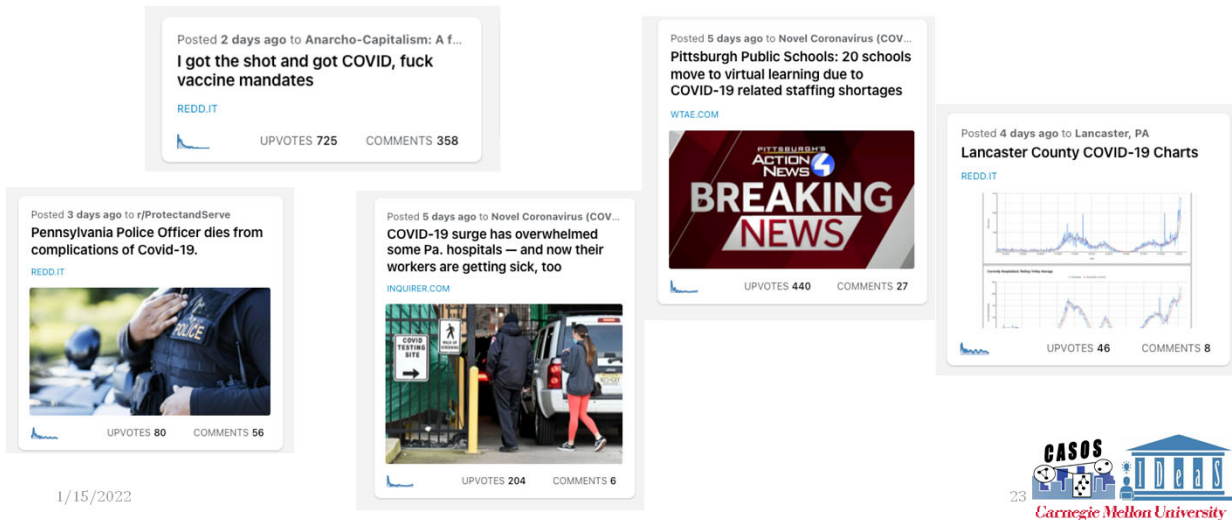 Posted 2 days ago to Anarcho-Capitalism: A f...
I got the shot and got COVID, fuck
vaccine mandates
REDD.IT
UPVOTES 725 COMMENTS 358
Posted 5 days ago to Novel Coronavirus (COV...
Pittsburgh Public Schools: 20 schools
move to virtual learning due to
COVID-19 related staffing shortages
WTAE.COM
PITTSBURGH'S
ACTION
NEWS 4
BREAKING
NEWS
UPVOTES 440 COMMENTS 27
Posted 4 days ago to Lancaster, PA
Lancaster County COVID-19 Charts
REDD.IT
UPVOTES 46 COMMENTS 8
Posted 3 days ago to r/ProtectandServe
Pennsylvania Police Officer dies from
complications of Covid-19.
REDD.IT
POLICE
UPVOTES 80 COMMENTS 56
Posted 5 days ago to Novel Coronavirus (COV...
COVID-19 surge has overwhelmed
some Pa. hospitals — and now their
workers are getting sick, too
INQUIRER.COM
COVID
TESTING
SITE
UPVOTES 204 COMMENTS 6
1/15/2022
23
CASOS
IDeaS
Carnegie Mellon University